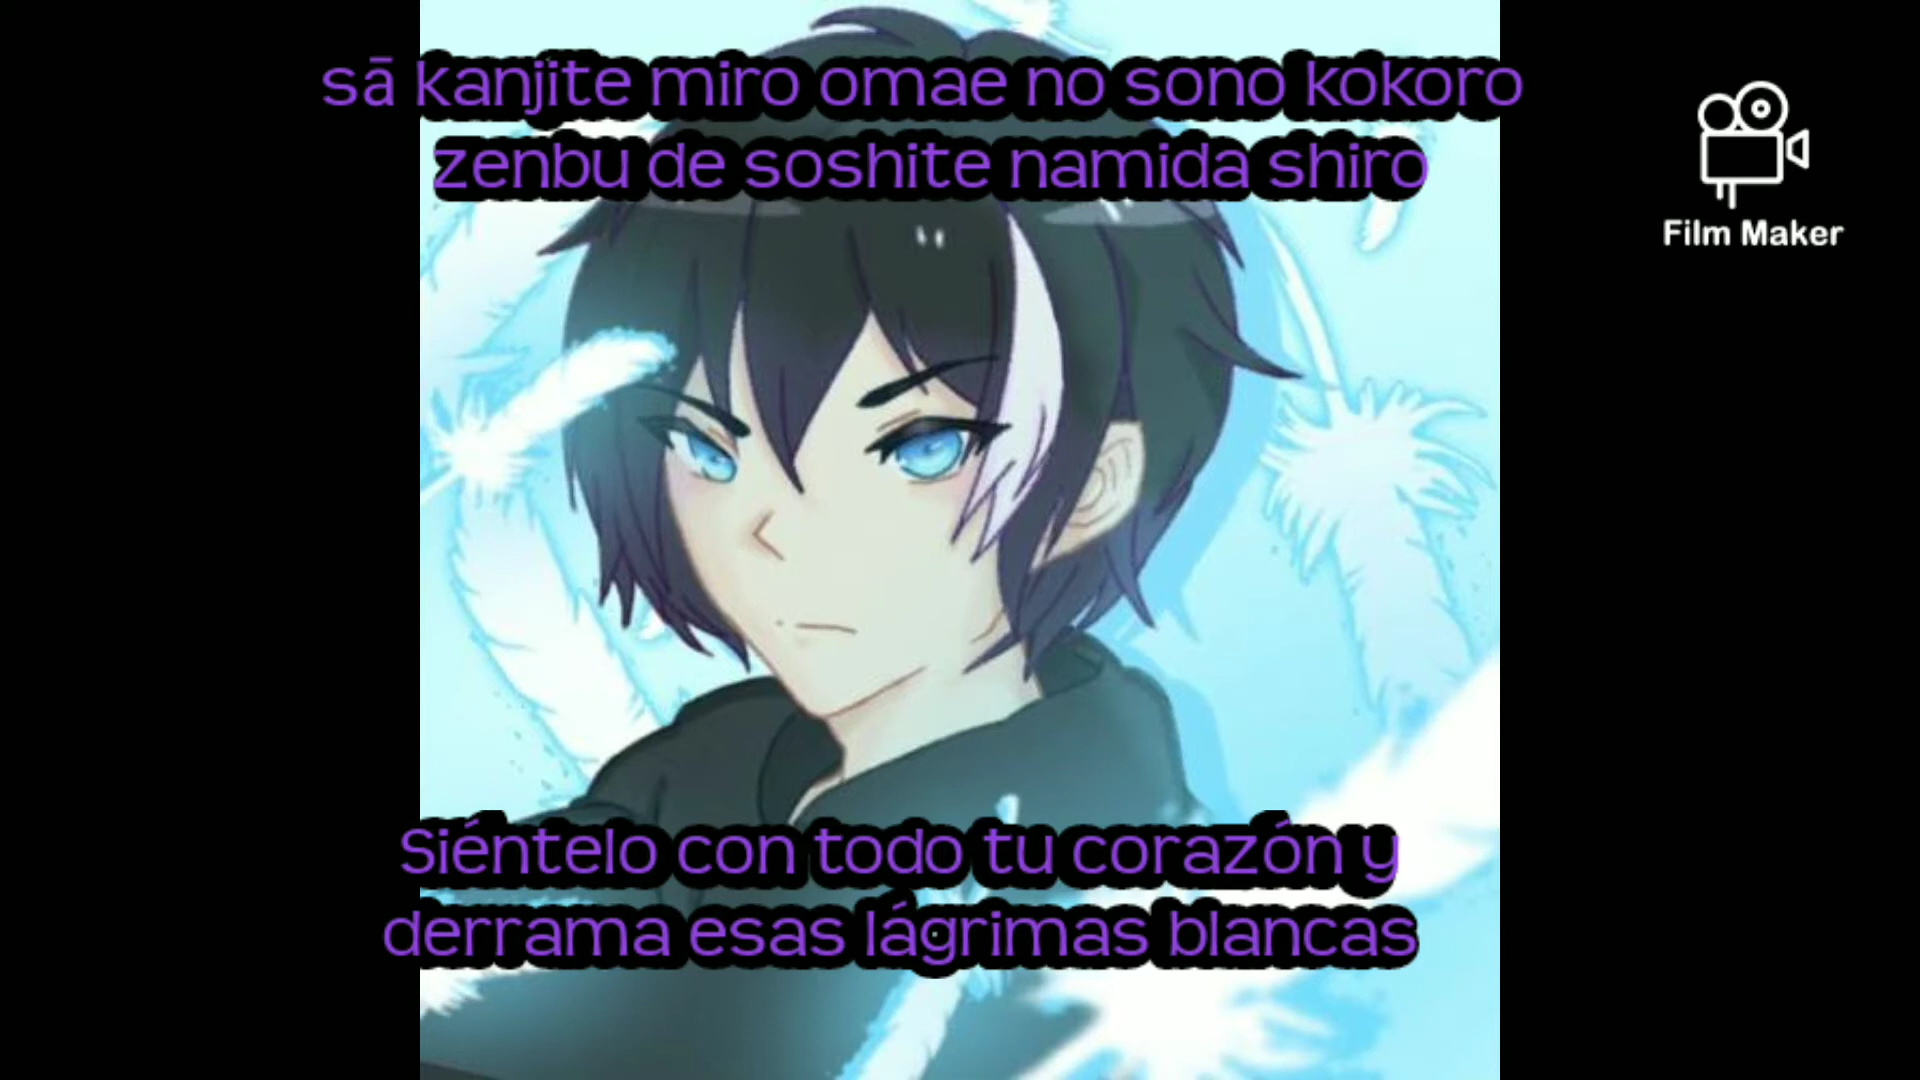 sā kanjite miro omae no sono kokoro
zenbu de soshite namida shiro
Film Maker
Siéntelo con todo tu corazón y
derrama esas lágrimas blancas